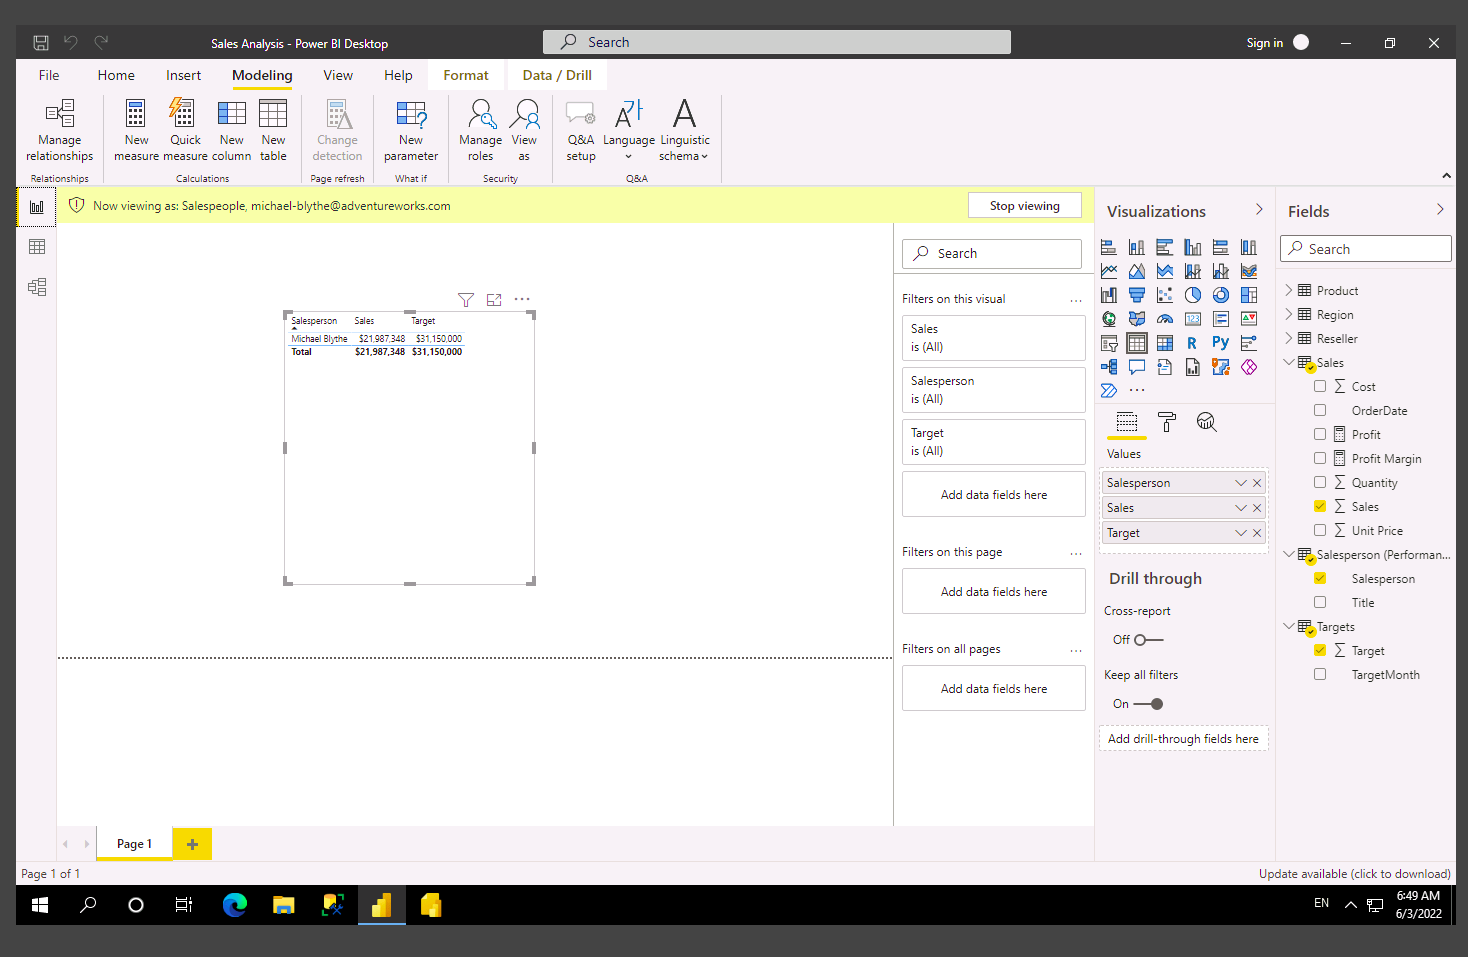 Sales Analysis - Power BI Desktop
Search
Sign in
File Home Insert Modeling View Help Format Data / Drill
Manage relationships
New measure
Quick measure
New column
New table
Change detection
New parameter
Manage roles
View as
Q&A setup
Language
Linguistic schema
Relationships Calculations Page refresh What if Security Q&A
Now viewing as: Salespeople, michael-blythe@adventureworks.com
Stop viewing
Salesperson Sales Target
Michael Blythe $21,987,348 $31,150,000
Total $21,987,348 $31,150,000
Search
Filters on this visual ...
Sales
is (All)
Salesperson
is (All)
Target
is (All)
Add data fields here
Filters on this page ...
Add data fields here
Filters on all pages ...
Add data fields here
Visualizations
123
R
Py
...
Values
Salesperson
Sales
Target
Drill through
Cross-report
Off
Keep all filters
On
Add drill-through fields here
Fields
Search
Product
Region
Reseller
Sales
Cost
OrderDate
Profit
Profit Margin
Quantity
Sales
Unit Price
Salesperson (Performan...
Salesperson
Title
Targets
Target
TargetMonth
Page 1
Page 1 of 1
Update available (click to download)
EN
6:49 AM
6/3/2022